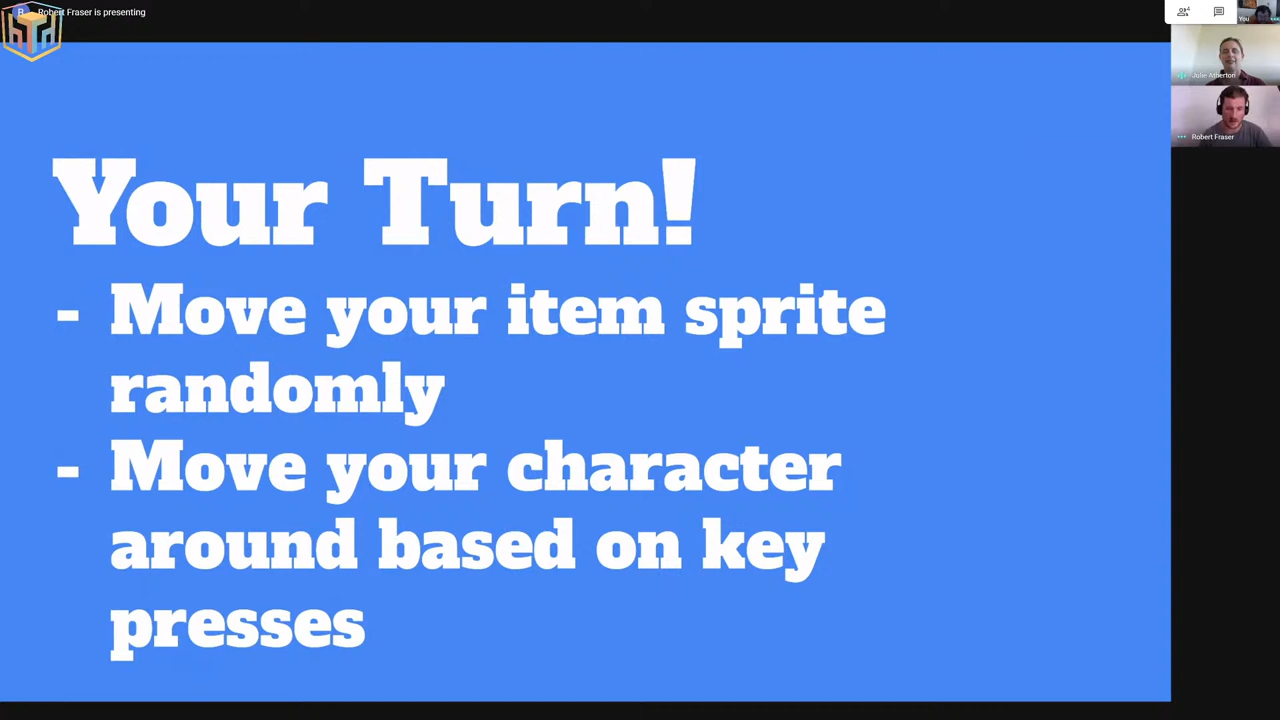 R
Robert Fraser is presenting
4
You
Julie Atherton
Robert Fraser
Your Turn!
- Move your item sprite
randomly
- Move your character
around based on key
presses